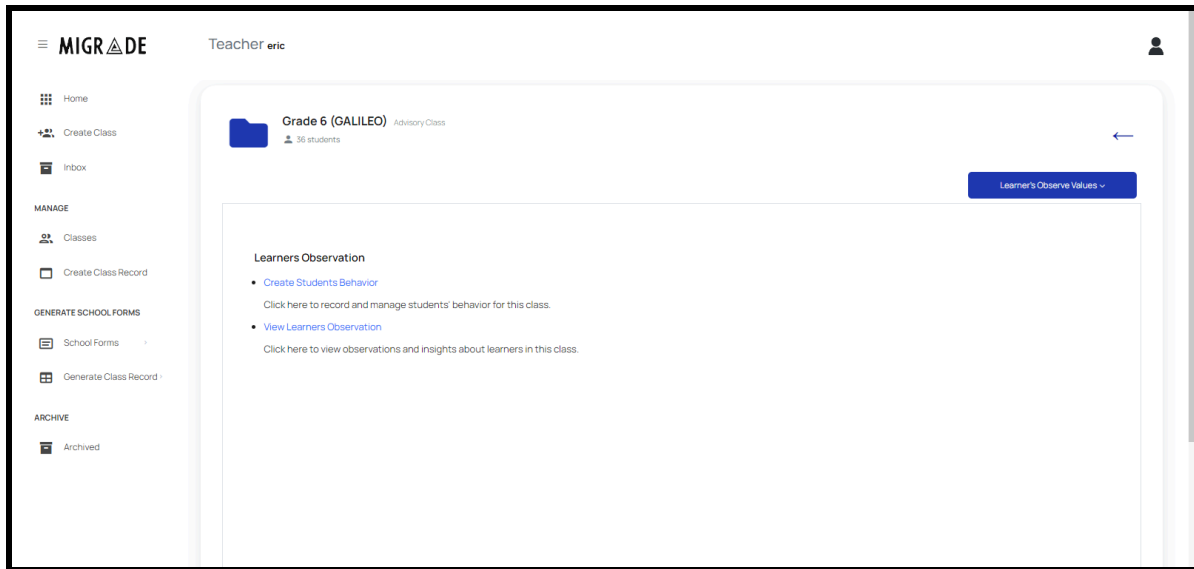 MIGRADE
Teacher eric
Home
Create Class
Inbox
MANAGE
Classes
Create Class Record
GENERATE SCHOOL FORMS
School Forms
Generate Class Record
ARCHIVE
Archived
Grade 6 (GALILEO) Advisory Class
36 students
Learner's Observe Values
Learners Observation
Create Students Behavior
Click here to record and manage students' behavior for this class.
View Learners Observation
Click here to view observations and insights about learners in this class.